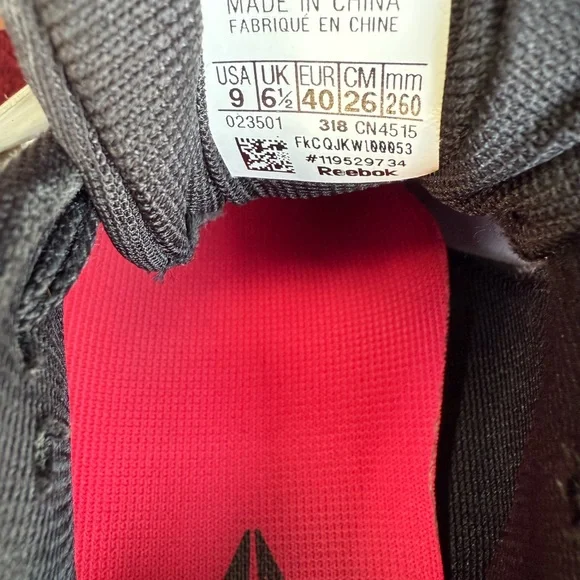 MADE IN CHINA
FABRIQUÉ EN CHINE
USA UK EUR CM mm
9 6½ 40 26 260
023501 318 CN4515
#119529734
Reebok